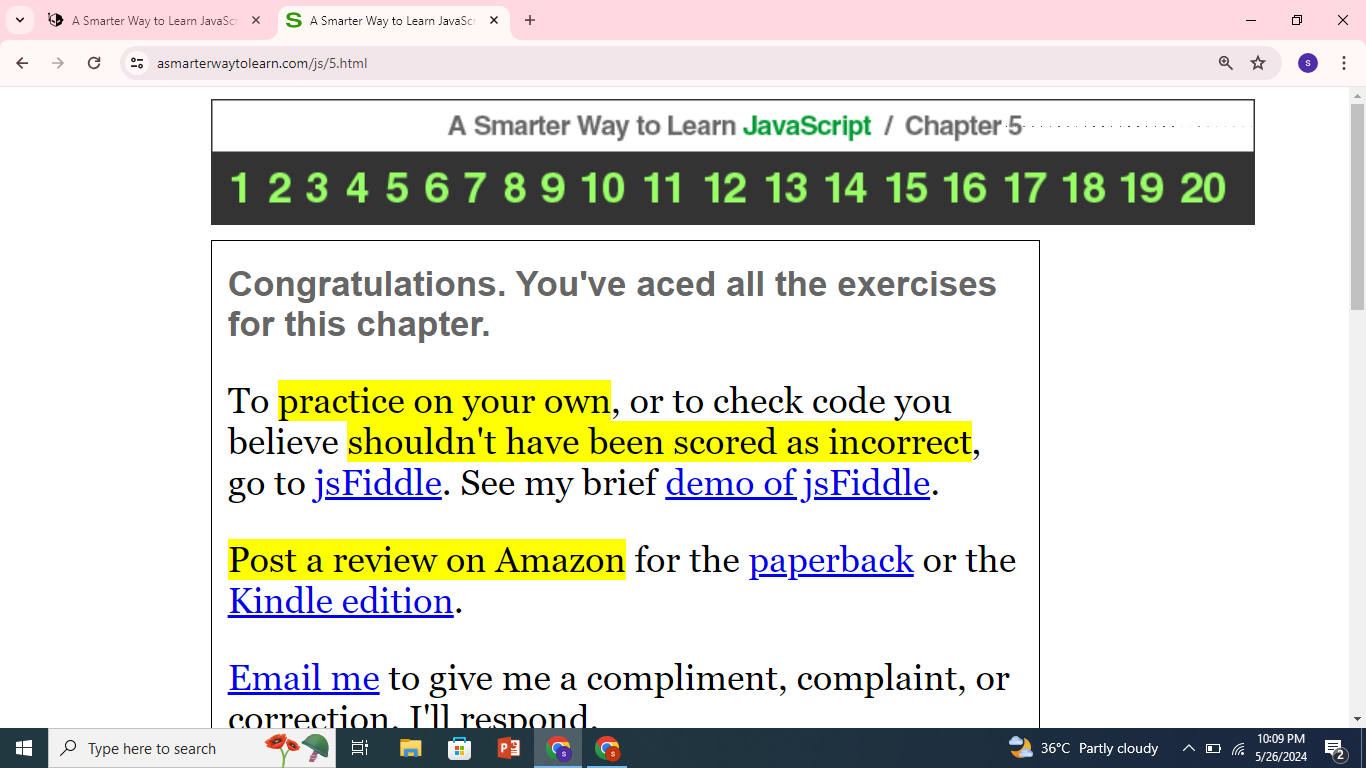 A Smarter Way to Learn JavaSc
A Smarter Way to Learn JavaSc
asmarterwaytolearn.com/js/5.html
s
A Smarter Way to Learn JavaScript / Chapter 5
1 2 3 4 5 6 7 8 9 10 11 12 13 14 15 16 17 18 19 20
Congratulations. You've aced all the exercises
for this chapter.
To practice on your own, or to check code you
believe shouldn't have been scored as incorrect,
go to jsFiddle. See my brief demo of jsFiddle.
Post a review on Amazon for the paperback or the
Kindle edition.
Email me to give me a compliment, complaint, or
correction. I'll respond.
Type here to search
36°C Partly cloudy
10:09 PM
5/26/2024
2